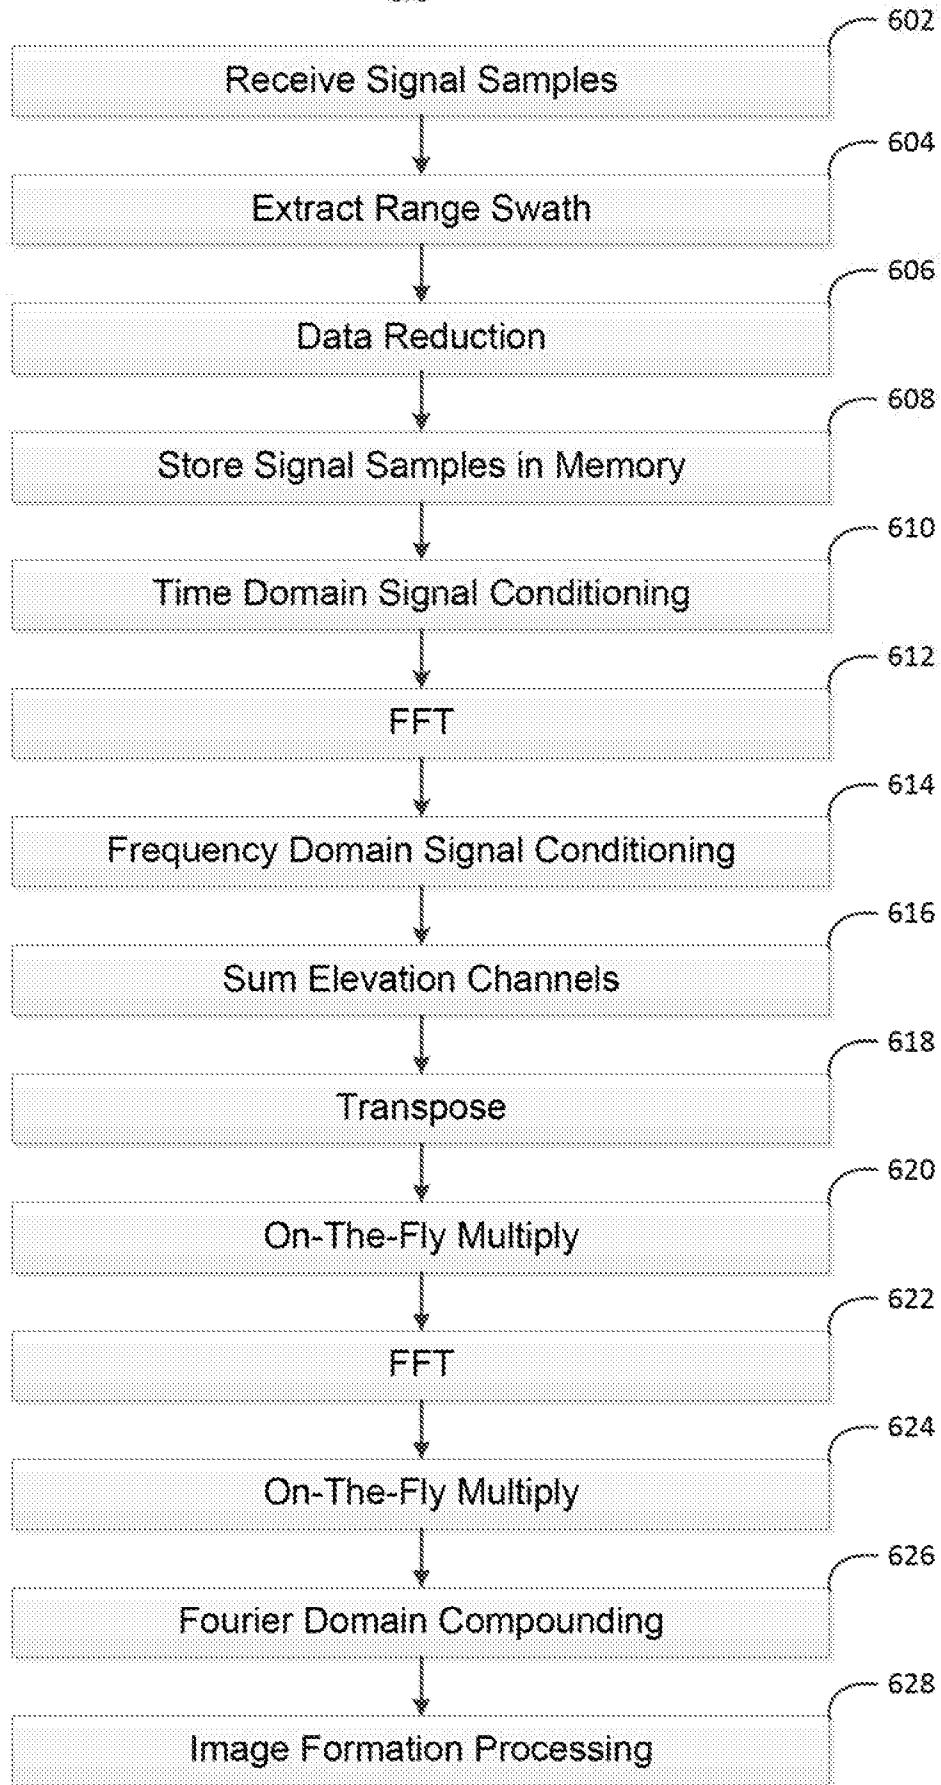 602
Receive Signal Samples
604
Extract Range Swath
606
Data Reduction
608
Store Signal Samples in Memory
610
Time Domain Signal Conditioning
612
FFT
614
Frequency Domain Signal Conditioning
616
Sum Elevation Channels
618
Transpose
620
On-The-Fly Multiply
622
FFT
624
On-The-Fly Multiply
626
Fourier Domain Compounding
628
Image Formation Processing